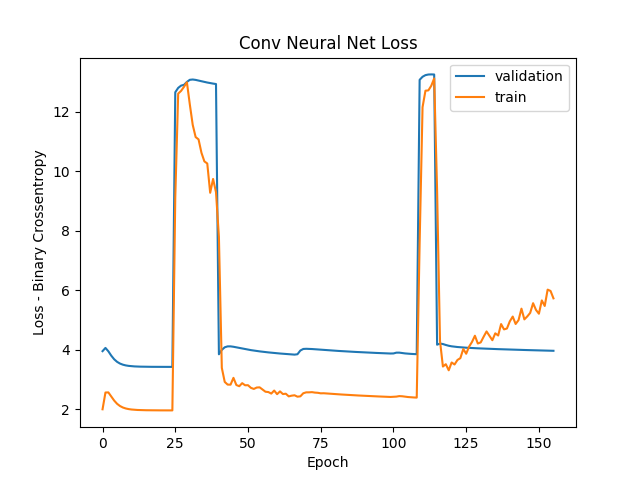 Conv Neural Net Loss
validation
train
12
10
8
6
4
2
Loss - Binary Crossentropy
0 25 50 75 100 125 150
Epoch